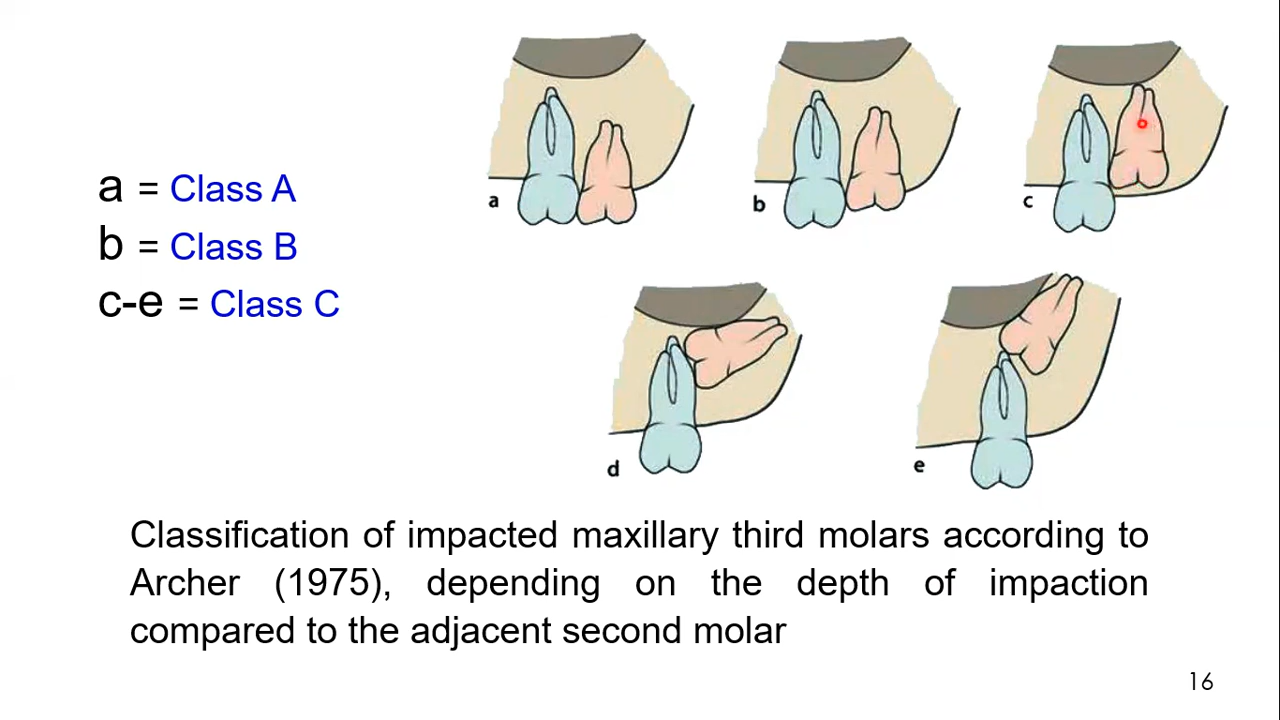 a = Class A
b = Class B
c-e = Class C
a
b
c
d
e
Classification of impacted maxillary third molars according to
Archer (1975), depending on the depth of impaction
compared to the adjacent second molar
16